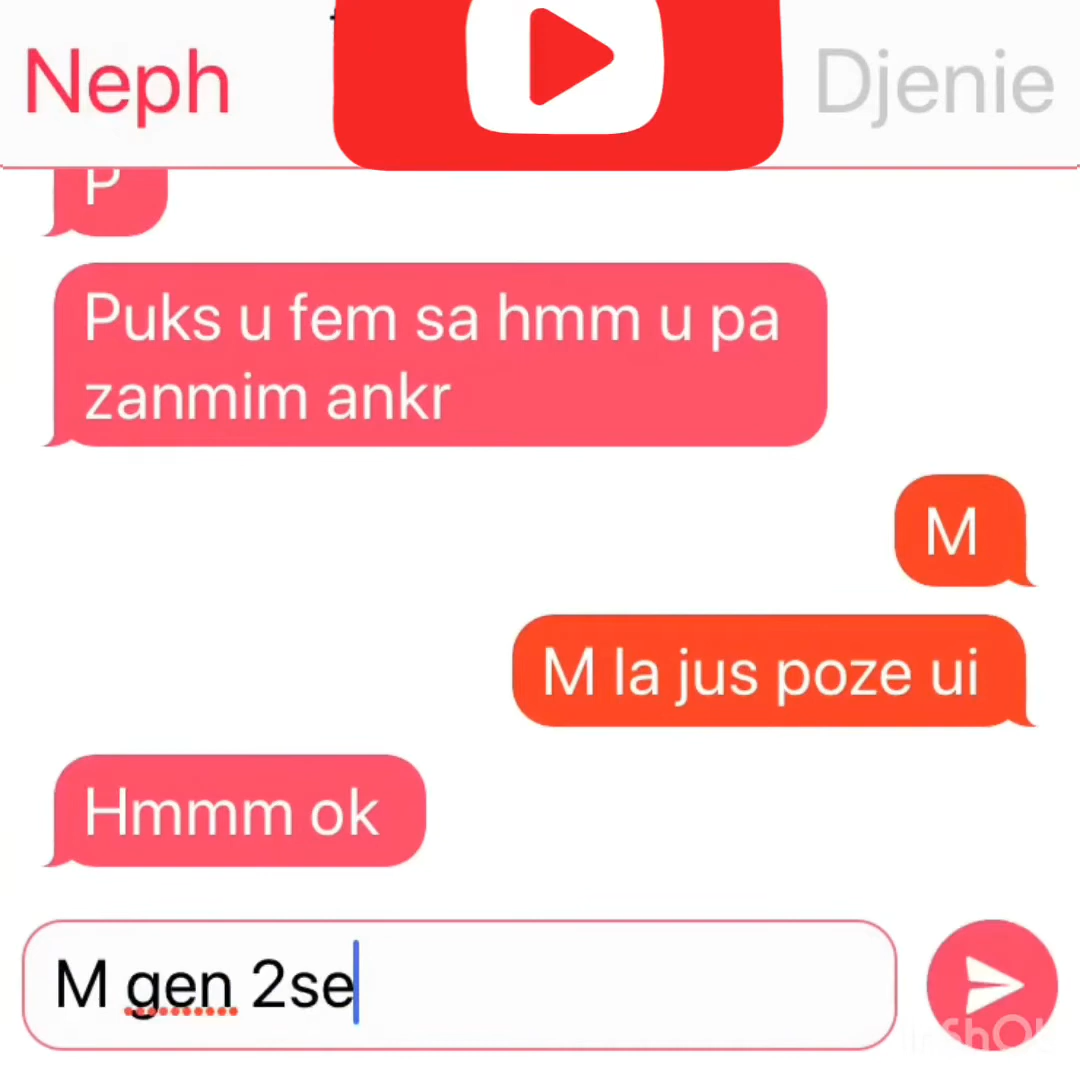 Neph
Djenie
P
Puks u fem sa hmm u pa
zanmim ankr
M
M la jus poze ui
Hmmm ok
M gen 2se